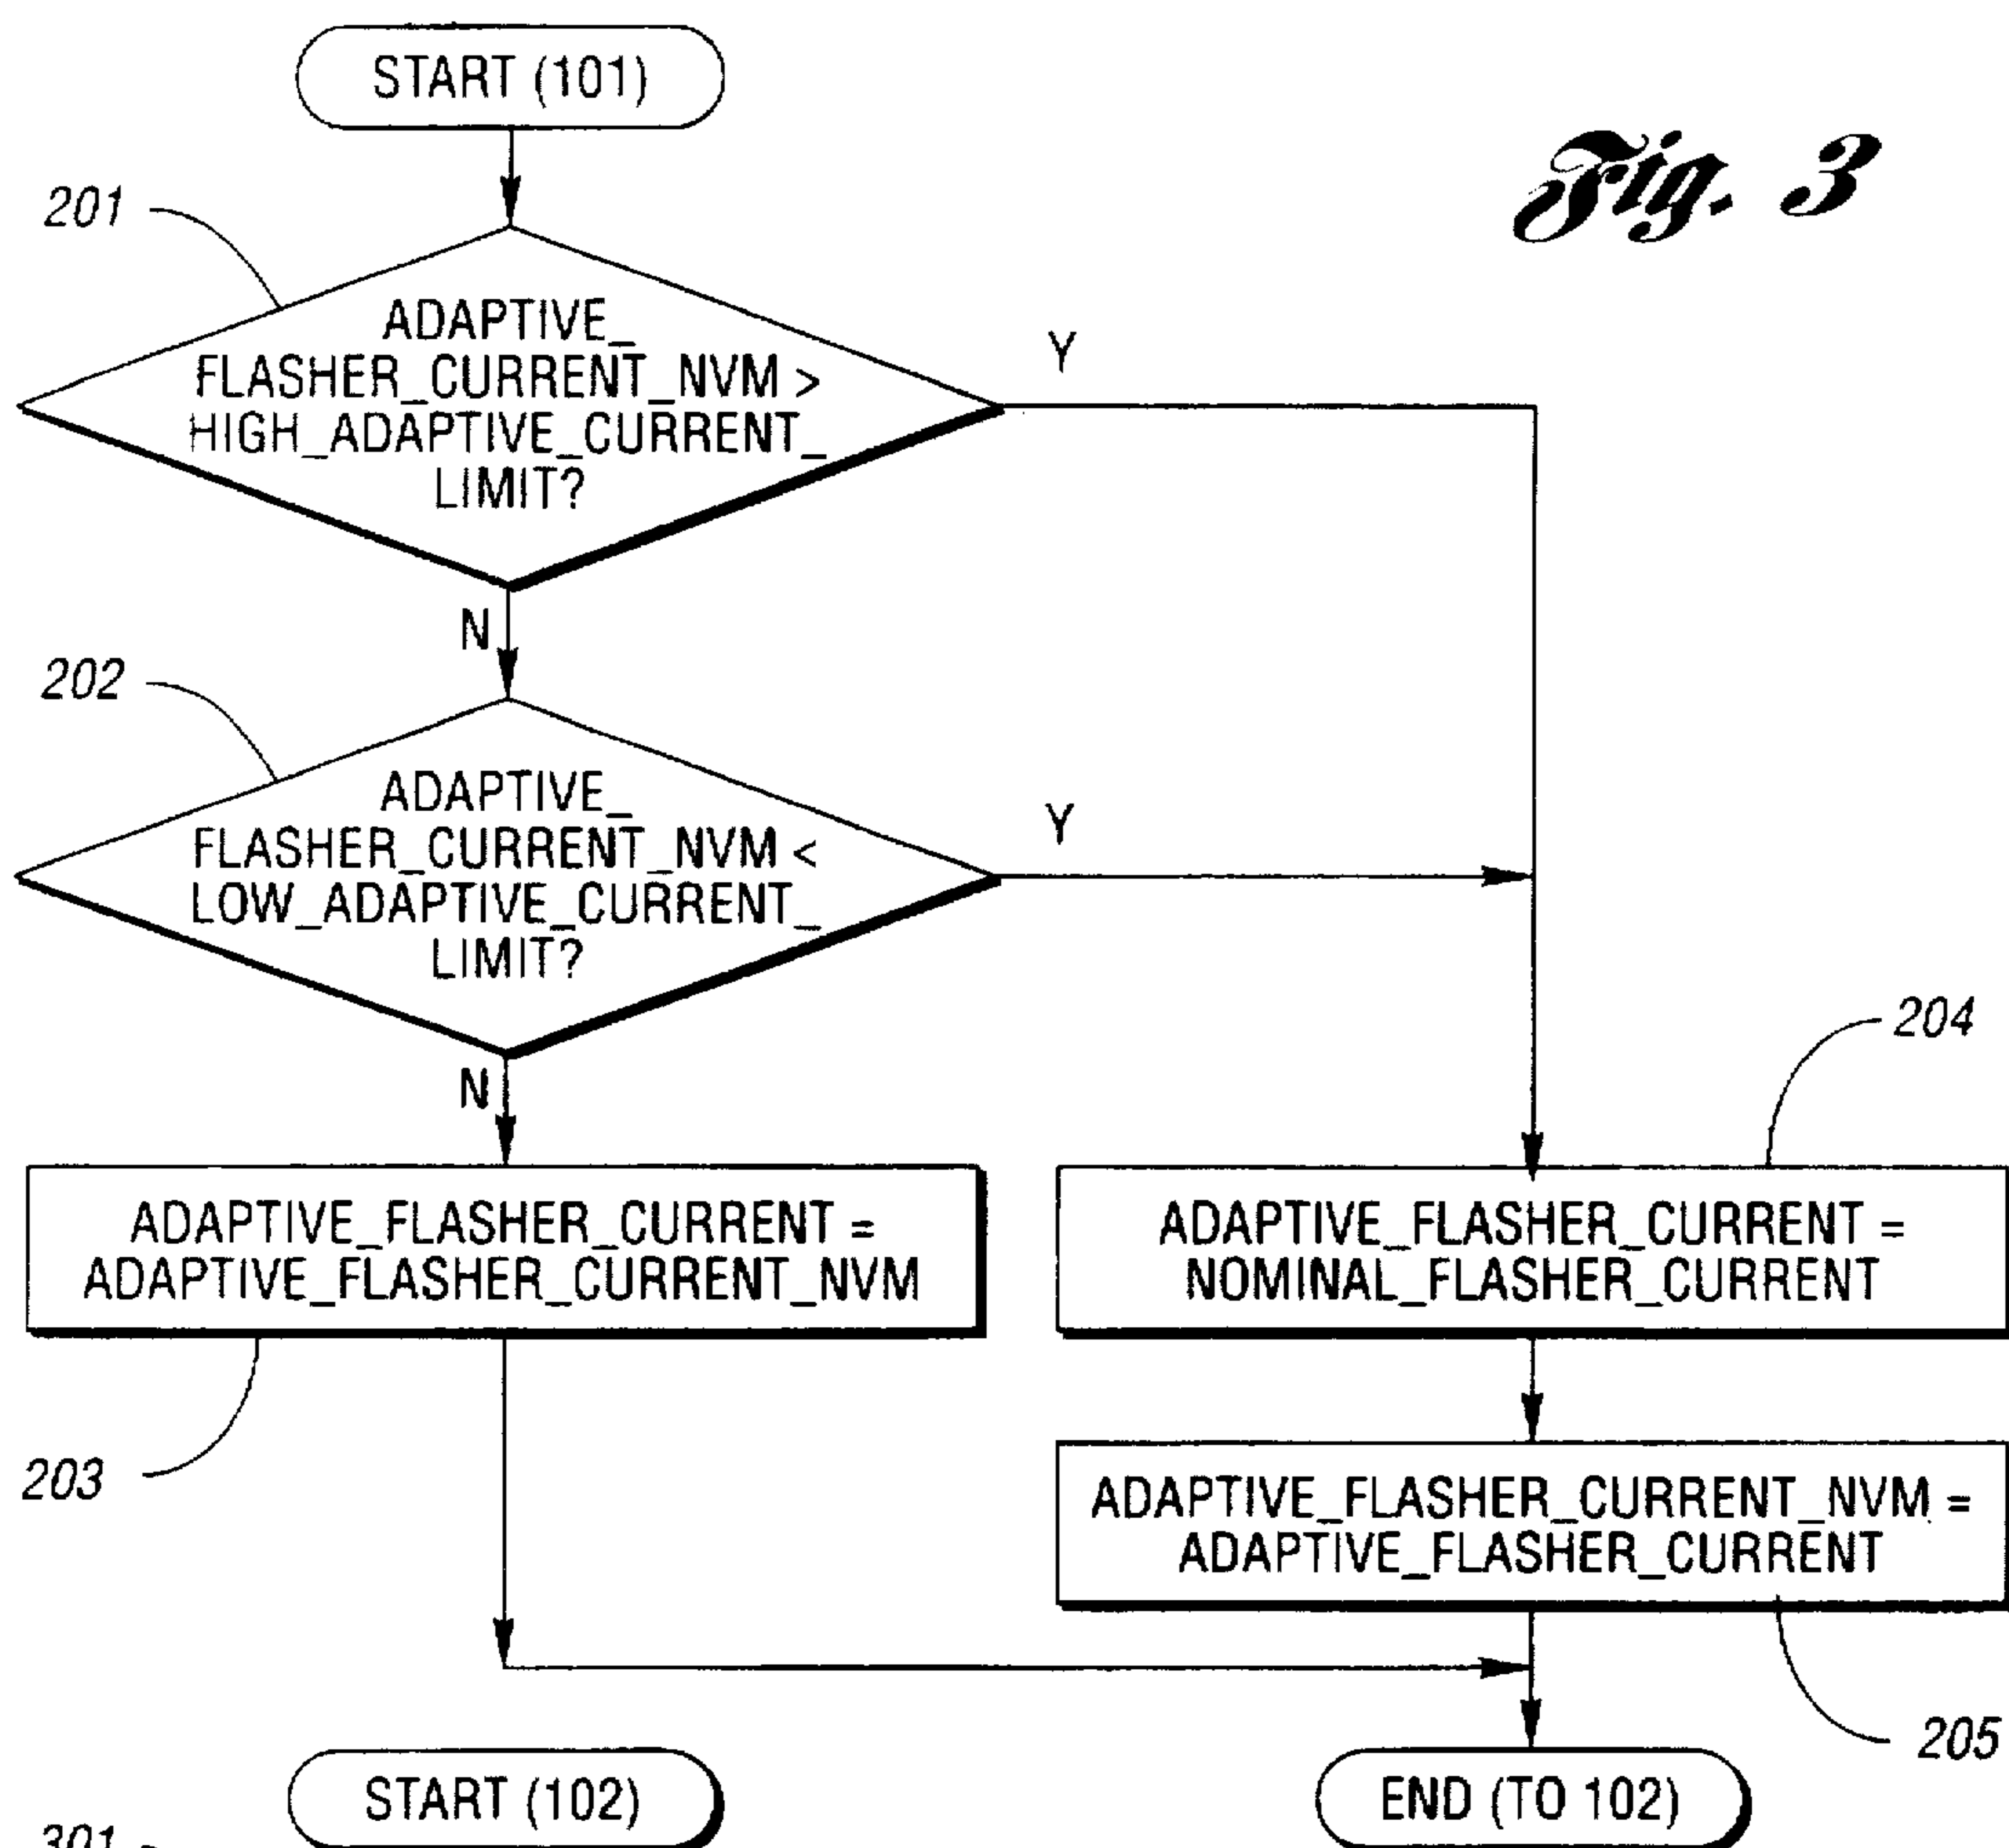 START (101)
Fig. 3
201
ADAPTIVE_
FLASHER_CURRENT_NVM >
HIGH_ADAPTIVE_CURRENT_
LIMIT?
Y
N
202
ADAPTIVE_
FLASHER_CURRENT_NVM <
LOW_ADAPTIVE_CURRENT_
LIMIT?
Y
N
204
ADAPTIVE_FLASHER_CURRENT =
ADAPTIVE_FLASHER_CURRENT_NVM
203
ADAPTIVE_FLASHER_CURRENT =
NOMINAL_FLASHER_CURRENT
ADAPTIVE_FLASHER_CURRENT_NVM =
ADAPTIVE_FLASHER_CURRENT
205
START (102)
END (TO 102)
301